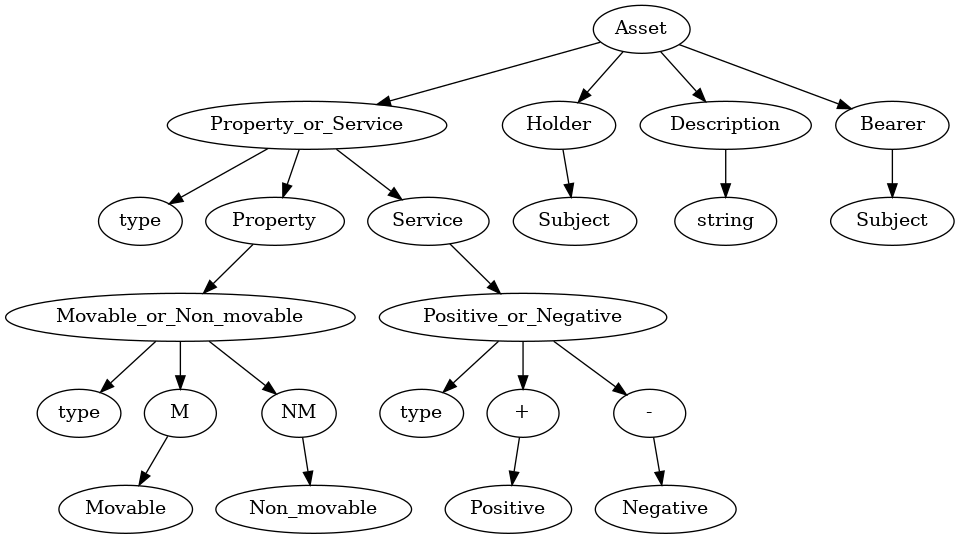 Asset
Property_or_Service
Holder
Description
Bearer
type
Property
Service
Subject
string
Subject
Movable_or_Non_movable
Positive_or_Negative
type
M
NM
type
+
-
Movable
Non_movable
Positive
Negative